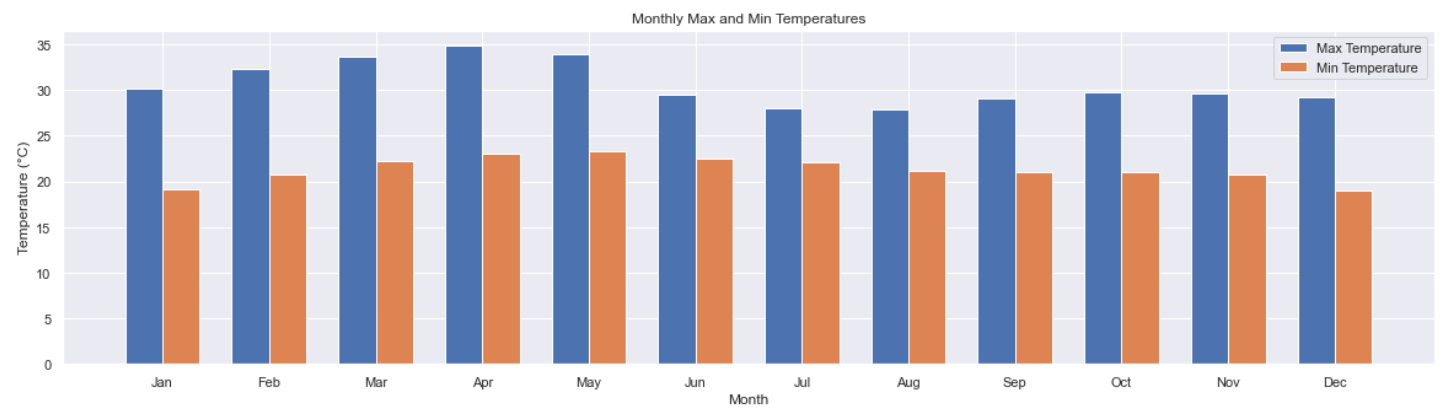 Monthly Max and Min Temperatures
Max Temperature
Min Temperature
Temperature (°C)
35
30
25
20
15
10
5
0
Jan Feb Mar Apr May Jun Jul Aug Sep Oct Nov Dec
Month